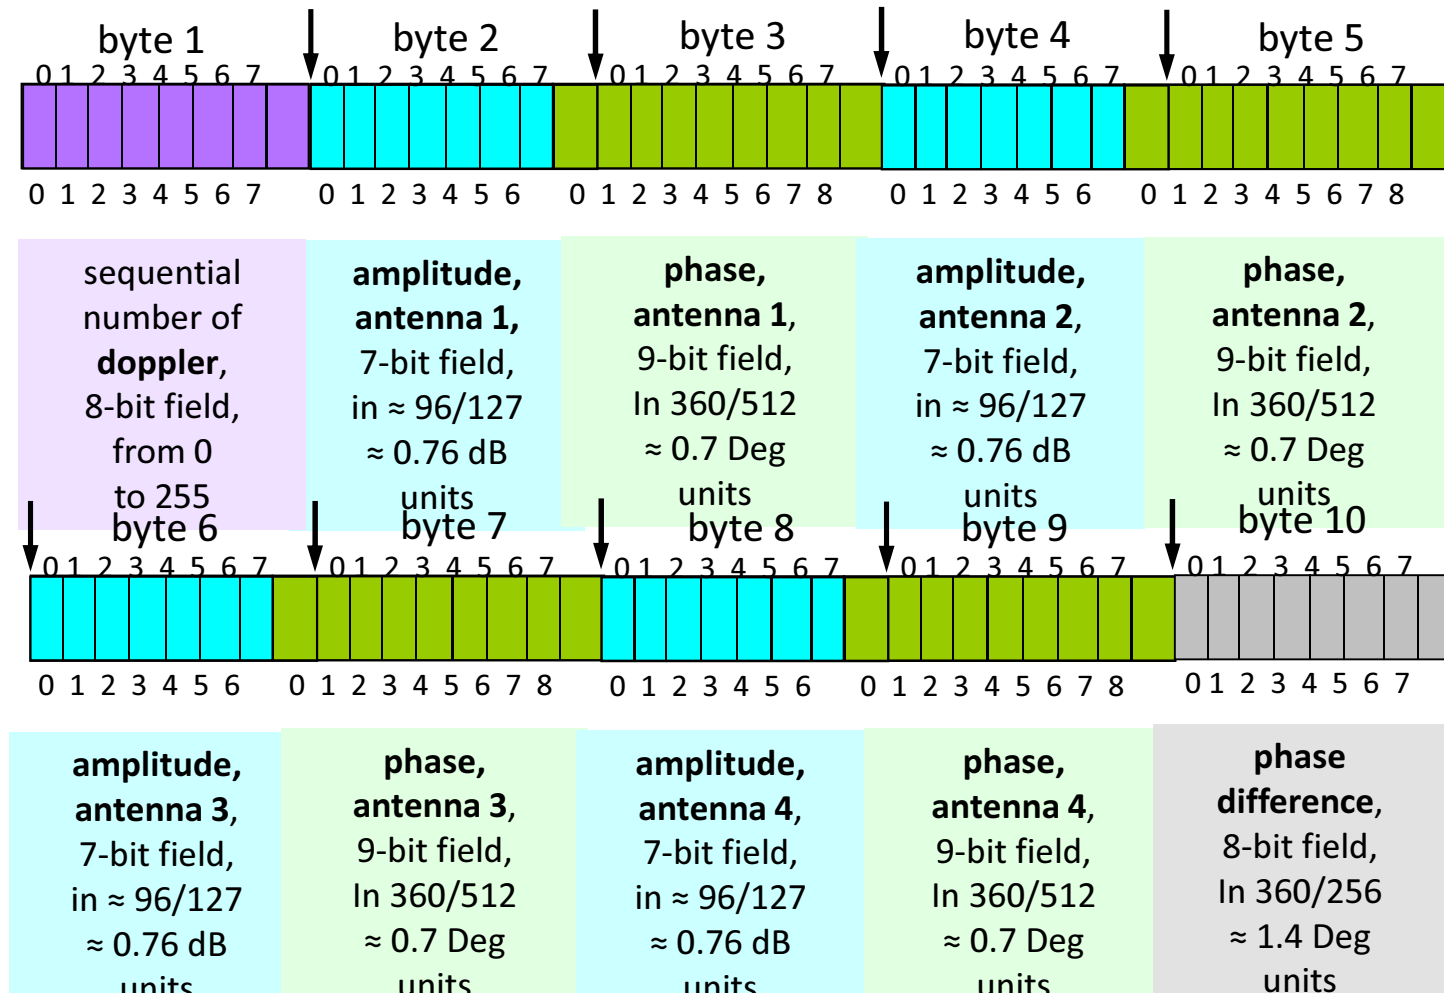 byte 1 byte 2 byte 3 byte 4 byte 5
0 1 2 3 4 5 6 7 0 1 2 3 4 5 6 7 0 1 2 3 4 5 6 7 0 1 2 3 4 5 6 7 0 1 2 3 4 5 6 7
0 1 2 3 4 5 6 7 0 1 2 3 4 5 6 0 1 2 3 4 5 6 7 8 0 1 2 3 4 5 6 0 1 2 3 4 5 6 7 8
sequential
number of
doppler,
8-bit field,
from 0
to 255
amplitude,
antenna 1,
7-bit field,
in ≈ 96/127
≈ 0.76 dB
units
phase,
antenna 1,
9-bit field,
In 360/512
≈ 0.7 Deg
units
amplitude,
antenna 2,
7-bit field,
in ≈ 96/127
≈ 0.76 dB
units
phase,
antenna 2,
9-bit field,
In 360/512
≈ 0.7 Deg
units
byte 6 byte 7 byte 8 byte 9 byte 10
0 1 2 3 4 5 6 7 0 1 2 3 4 5 6 7 0 1 2 3 4 5 6 7 0 1 2 3 4 5 6 7 0 1 2 3 4 5 6 7
0 1 2 3 4 5 6 0 1 2 3 4 5 6 7 8 0 1 2 3 4 5 6 0 1 2 3 4 5 6 7 8 0 1 2 3 4 5 6 7
amplitude,
antenna 3,
7-bit field,
in ≈ 96/127
≈ 0.76 dB
units
phase,
antenna 3,
9-bit field,
In 360/512
≈ 0.7 Deg
units
amplitude,
antenna 4,
7-bit field,
in ≈ 96/127
≈ 0.76 dB
units
phase,
antenna 4,
9-bit field,
In 360/512
≈ 0.7 Deg
units
phase
difference,
8-bit field,
In 360/256
≈ 1.4 Deg
units